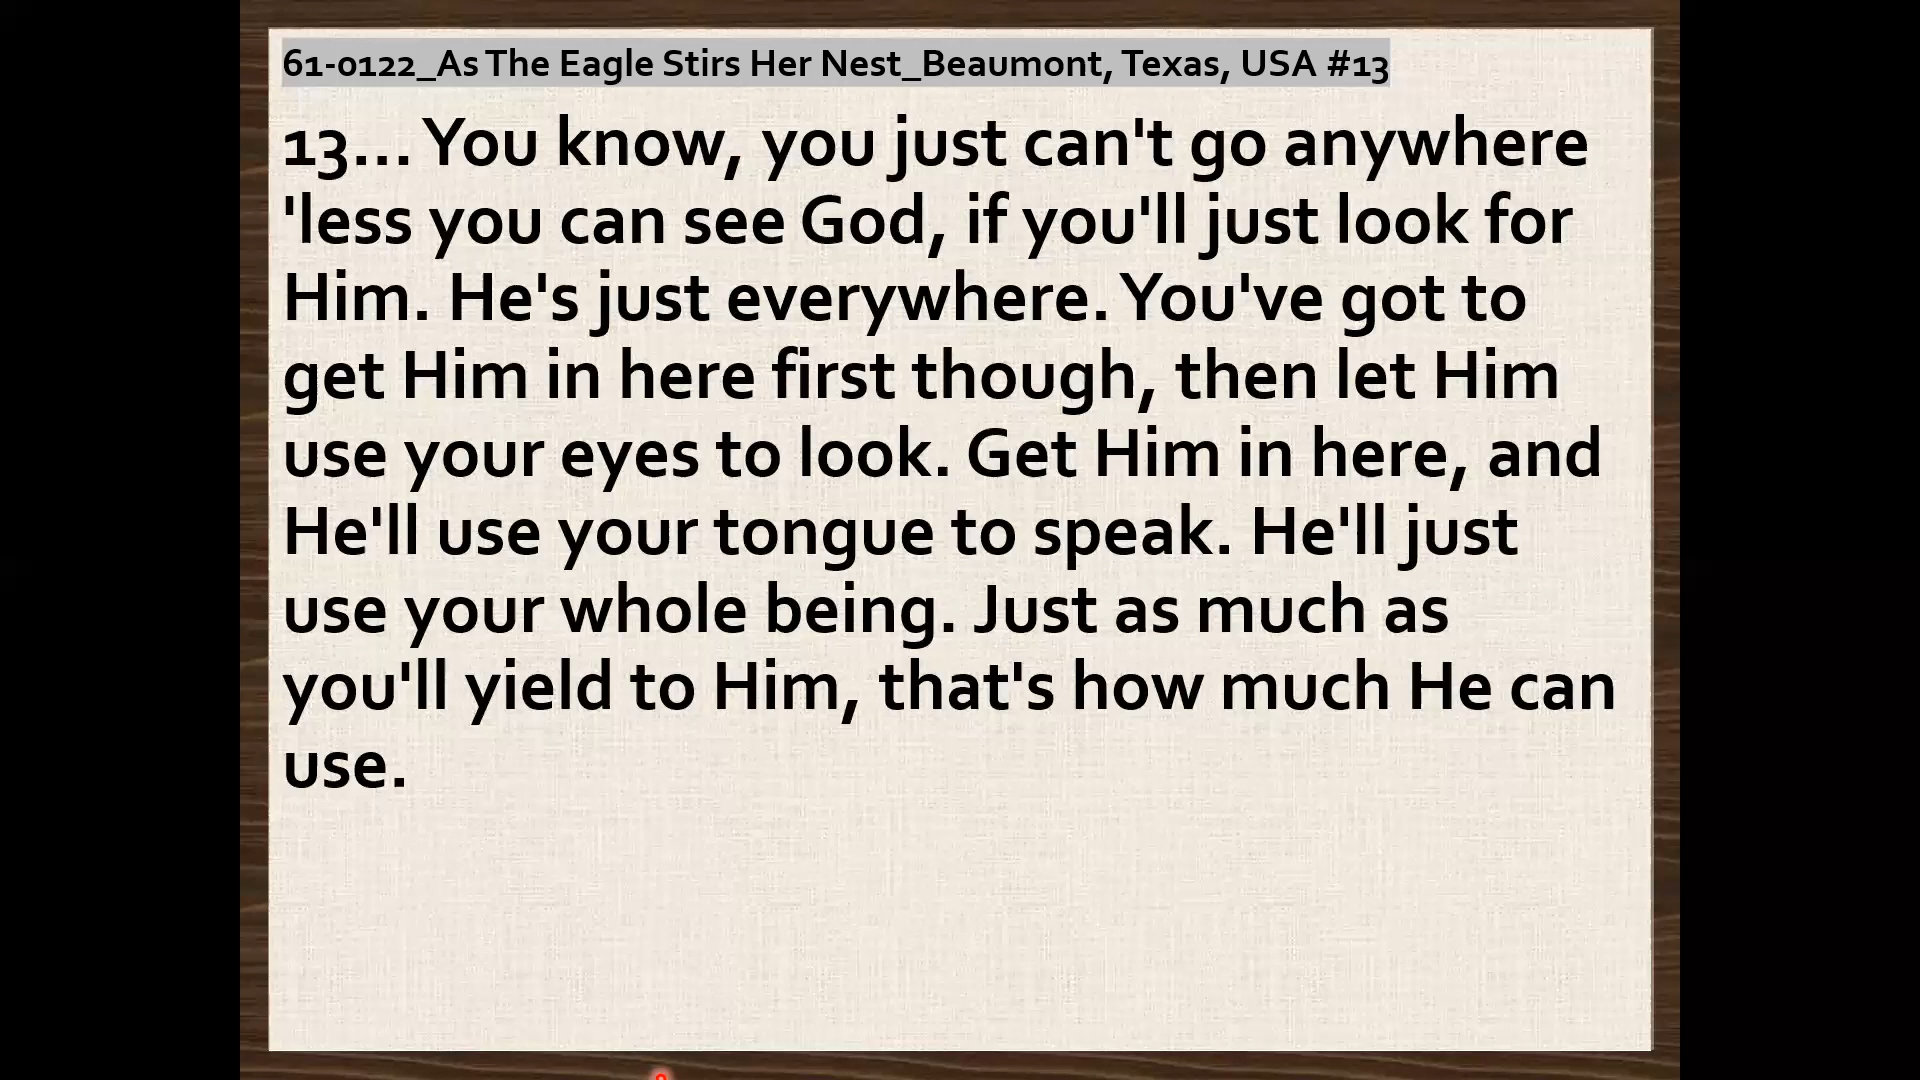 61-0122_As The Eagle Stirs Her Nest_Beaumont, Texas, USA #13
13... You know, you just can't go anywhere
'less you can see God, if you'll just look for
Him. He's just everywhere. You've got to
get Him in here first though, then let Him
use your eyes to look. Get Him in here, and
He'll use your tongue to speak. He'll just
use your whole being. Just as much as
you'll yield to Him, that's how much He can
use.